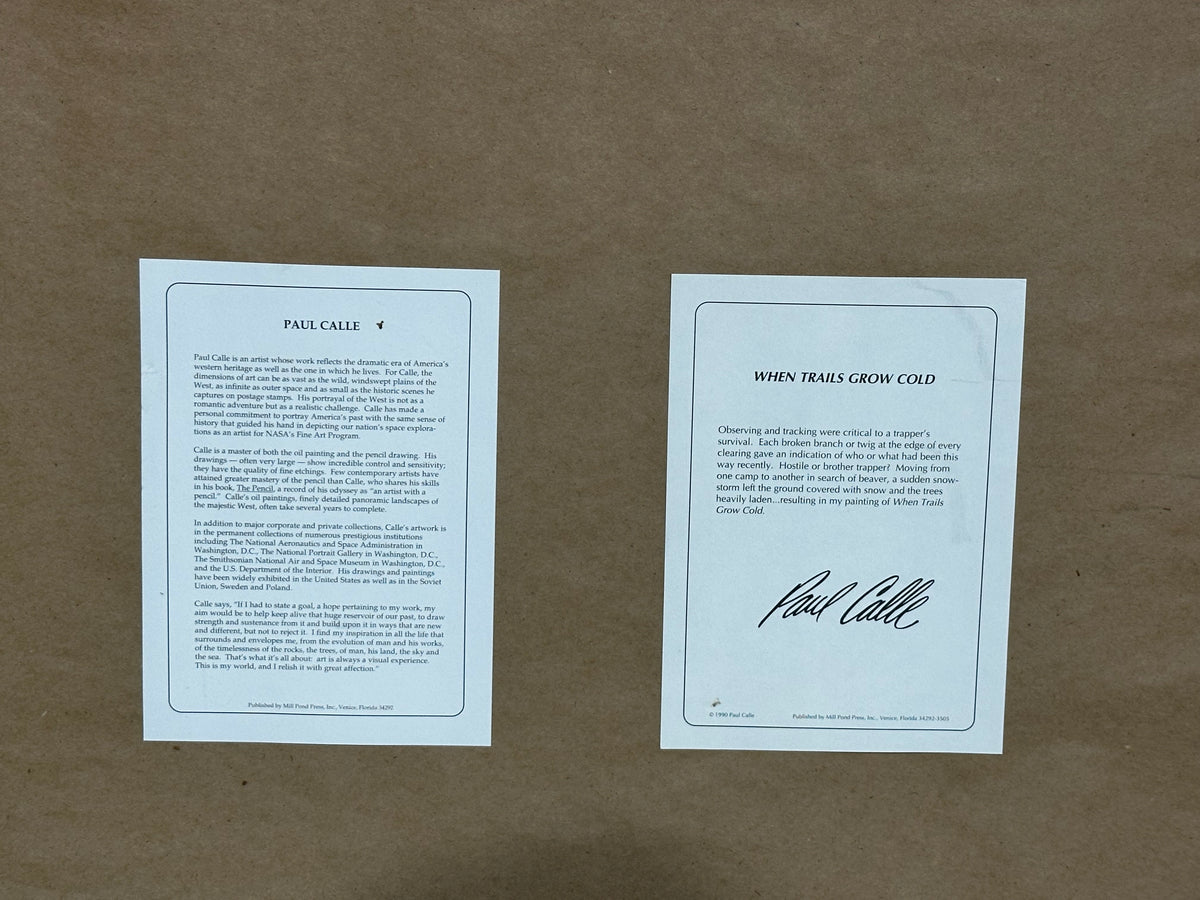 PAUL CALLE
Paul Calle is an artist whose work reflects the dramatic era of America's
western heritage as well as the one in which he lives. For Calle, the
dimensions of art can be as vast as the wild, windswept plains of the
West, as infinite as outer space and as small as the historic scenes he
captures on postage stamps. His portrayal of the West is not as a
romantic adventure but as a realistic challenge. Calle has made a
personal commitment to portray America's past with the same sense of
history that guided his hand in depicting our nation's space explora-
tions as an artist for NASA's Fine Art Program.
Calle is a master of both the oil painting and the pencil drawing. His
drawings — often very large — show incredible control and sensitivity;
they have the quality of fine etchings. Few contemporary artists have
attained greater mastery of the pencil than Calle, who shares his skills
in his book, The Pencil, a record of his odyssey as "an artist with a
pencil." Calle's oil paintings, finely detailed panoramic landscapes of
the majestic West, often take several years to complete.
In addition to major corporate and private collections, Calle's artwork is
in the permanent collections of numerous prestigious institutions
including The National Aeronautics and Space Administration in
Washington, D.C., The National Portrait Gallery in Washington, D.C.,
The Smithsonian National Air and Space Museum in Washington, D.C.,
and the U.S. Department of the Interior. His drawings and paintings
have been widely exhibited in the United States as well as in the Soviet
Union, Sweden and Poland.
Calle says, "If I had to state a goal, a hope pertaining to my work, my
aim would be to help keep alive that huge reservoir of our past, to draw
strength and sustenance from it and build upon it in ways that are new
and different, but not to reject it. I find my inspiration in all the life that
surrounds and envelopes me, from the evolution of man and his works,
of the timelessness of the rocks, the trees, of man, his land, the sky and
the sea. That's what it's all about: art is always a visual experience.
This is my world, and I relish it with great affection."
Published by Mill Pond Press, Inc., Venice, Florida 34292
WHEN TRAILS GROW COLD
Observing and tracking were critical to a trapper's
survival. Each broken branch or twig at the edge of every
clearing gave an indication of who or what had been this
way recently. Hostile or brother trapper? Moving from
one camp to another in search of beaver, a sudden snow-
storm left the ground covered with snow and the trees
heavily laden...resulting in my painting of When Trails
Grow Cold.
Paul Calle
© 1990 Paul Calle Published by Mill Pond Press, Inc., Venice, Florida 34292-3505